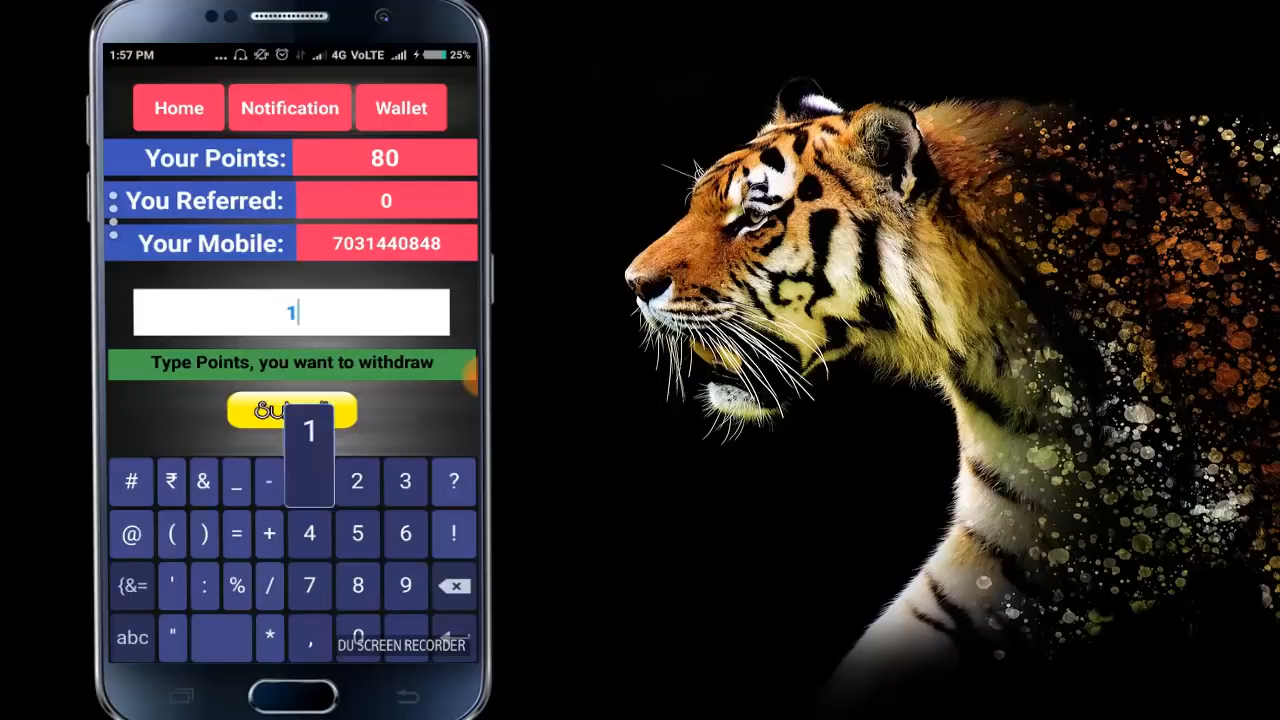 1:57 PM ... 4G VoLTE 25%
Home Notification Wallet
Your Points: 80
You Referred: 0
Your Mobile: 7031440848
1
Type Points, you want to withdraw
1
# ₹ & _ - 2 3 ?
@ ( ) = + 4 5 6 !
{&= ' : % / 7 8 9
abc " * , 0
DU SCREEN RECORDER